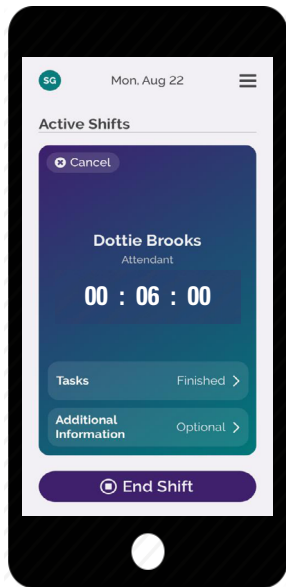 SG
Mon, Aug 22
Active Shifts
Cancel
Dottie Brooks
Attendant
00 : 06 : 00
Tasks Finished
Additional
Information Optional
End Shift